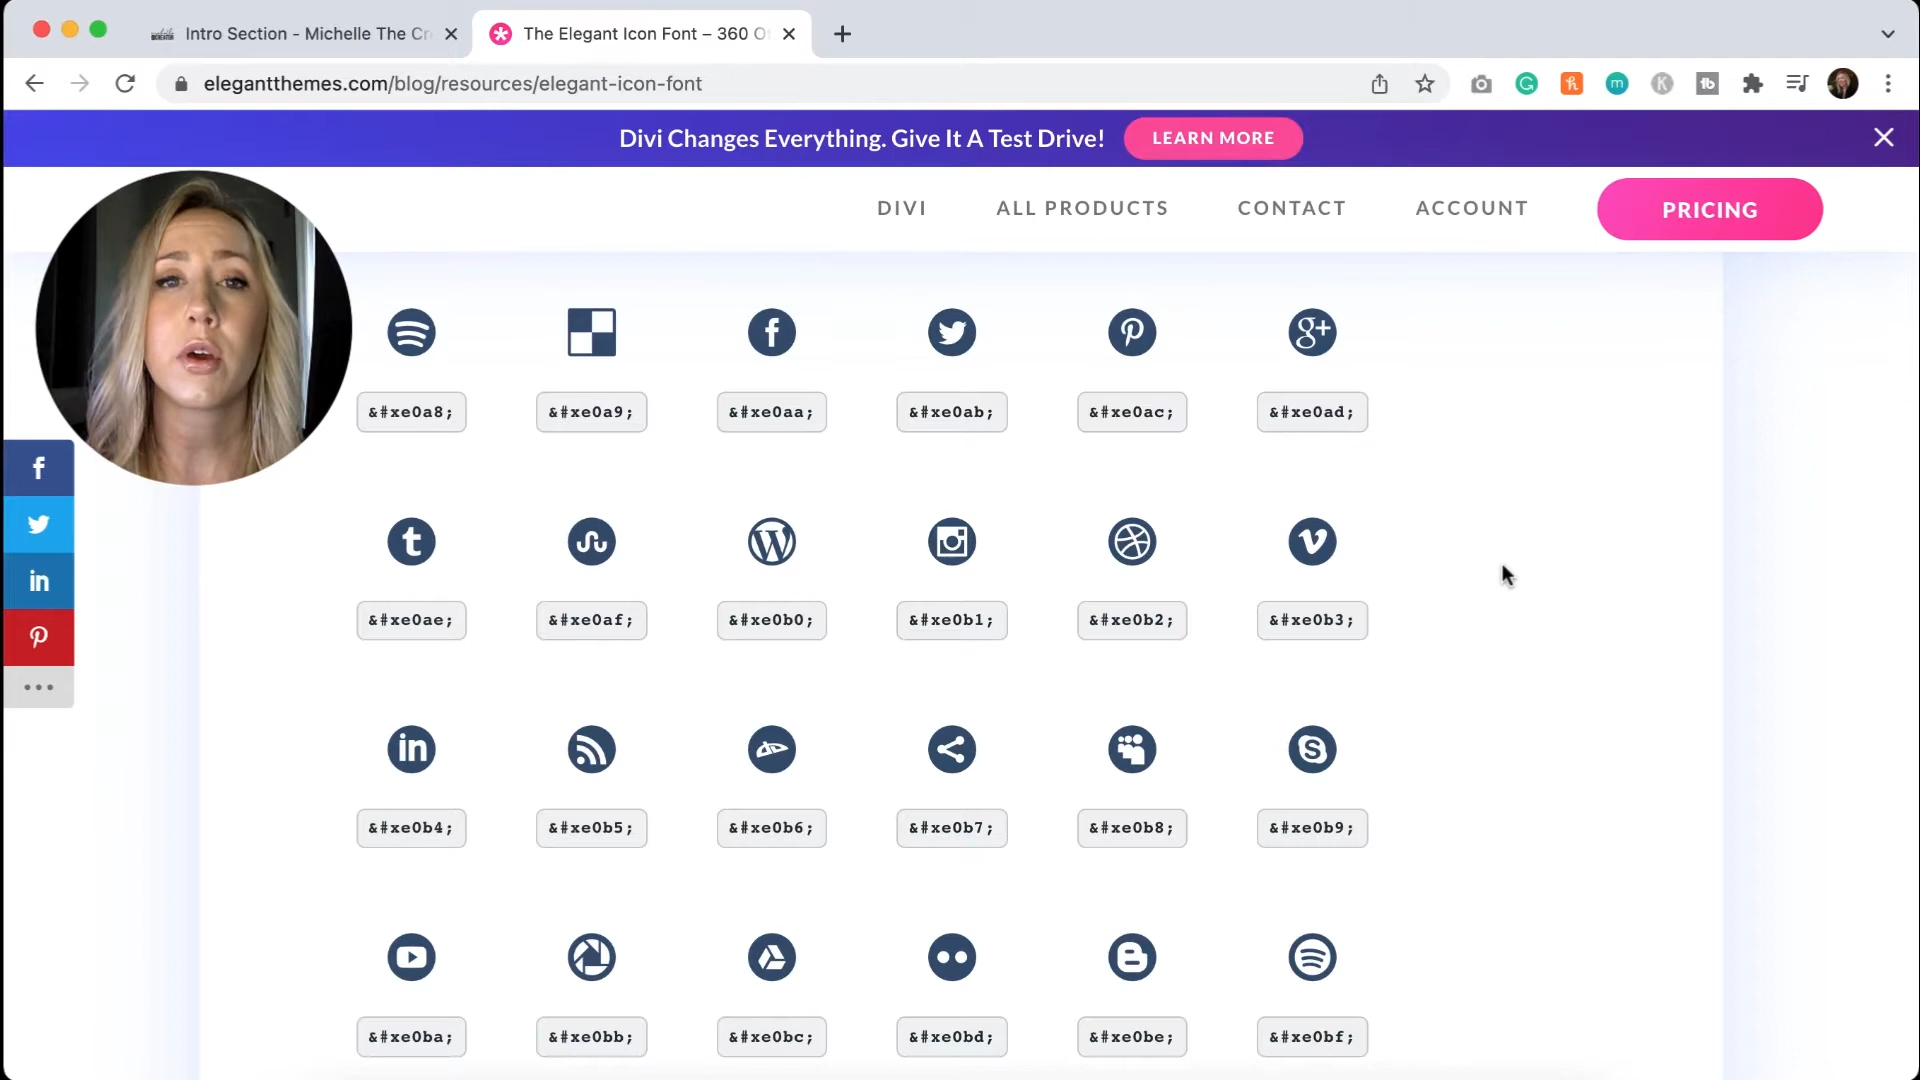 Intro Section - Michelle The Cr
The Elegant Icon Font – 360 O
elegantthemes.com/blog/resources/elegant-icon-font
Divi Changes Everything. Give It A Test Drive!
LEARN MORE
DIVI
ALL PRODUCTS
CONTACT
ACCOUNT
PRICING
&#xe0a8;
&#xe0a9;
&#xe0aa;
&#xe0ab;
&#xe0ac;
&#xe0ad;
&#xe0ae;
&#xe0af;
&#xe0b0;
&#xe0b1;
&#xe0b2;
&#xe0b3;
&#xe0b4;
&#xe0b5;
&#xe0b6;
&#xe0b7;
&#xe0b8;
&#xe0b9;
&#xe0ba;
&#xe0bb;
&#xe0bc;
&#xe0bd;
&#xe0be;
&#xe0bf;